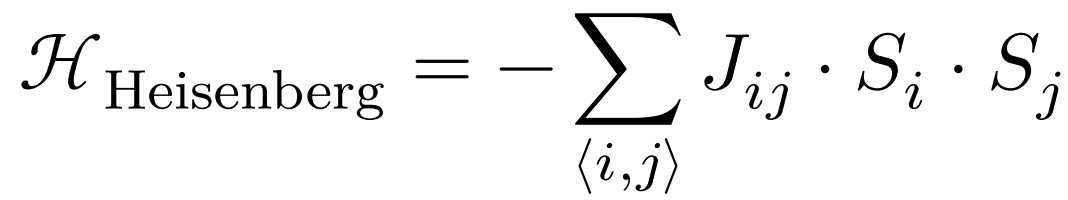 ℋ_Heisenberg = − ∑_⟨i,j⟩ J_ij · S_i · S_j